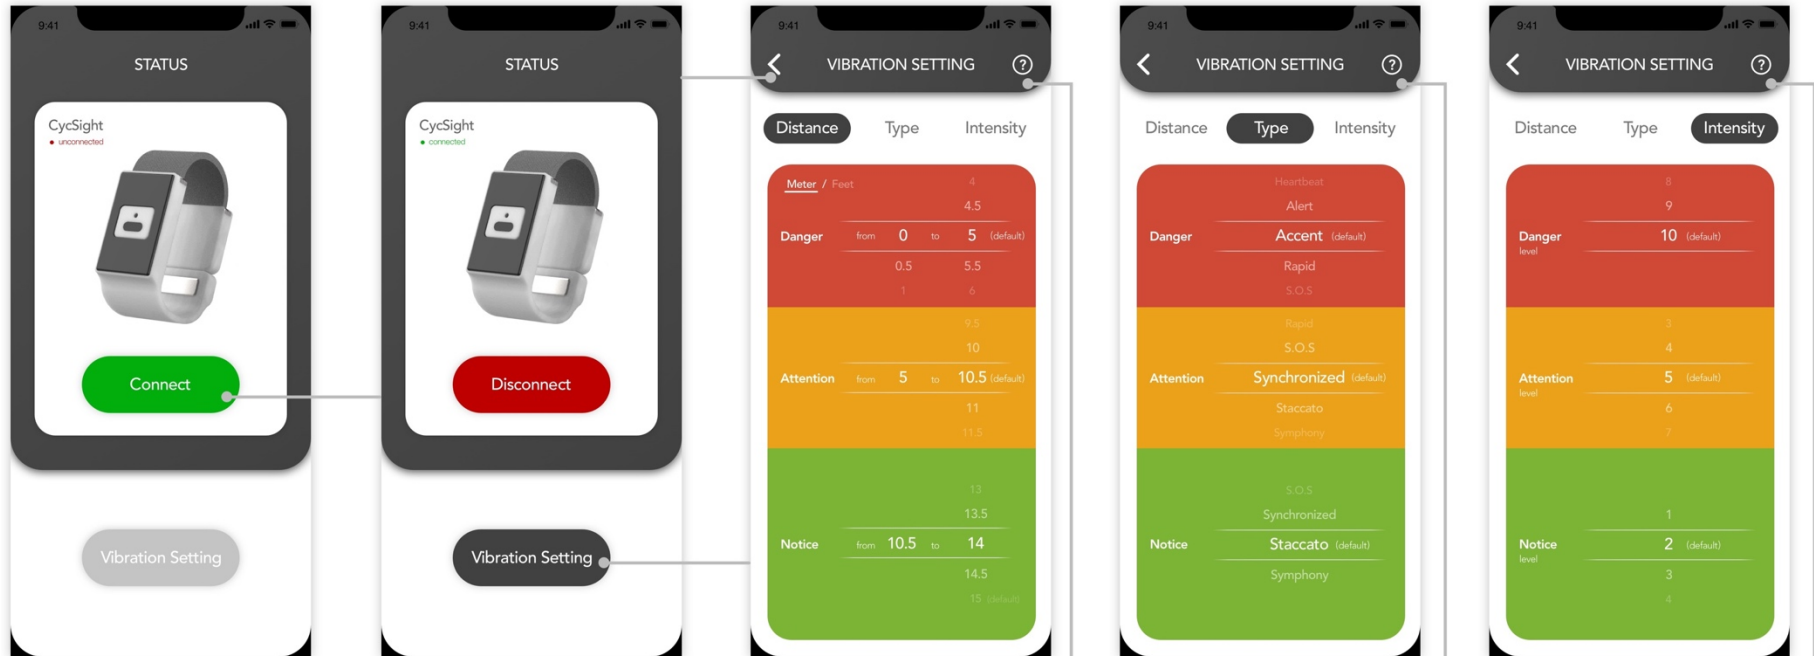 9:41
STATUS
CycSight
unconnected
Connect
Vibration Setting
9:41
STATUS
CycSight
connected
Disconnect
Vibration Setting
9:41
VIBRATION SETTING ?
Distance Type Intensity
Meter / Feet 4
4.5
Danger from 0 to 5 (default)
0.5 5.5
1 6
9.5
10
Attention from 5 to 10.5 (default)
11
11.5
13
13.5
Notice from 10.5 to 14
14.5
15 (default)
9:41
VIBRATION SETTING ?
Distance Type Intensity
Heartbeat
Alert
Danger Accent (default)
Rapid
S.O.S
Rapid
S.O.S
Attention Synchronized (default)
Staccato
Symphony
S.O.S
Synchronized
Notice Staccato (default)
Symphony
9:41
VIBRATION SETTING ?
Distance Type Intensity
8
9
Danger 10 (default)
level
3
4
Attention 5 (default)
level
6
7
1
Notice 2 (default)
level
3
4